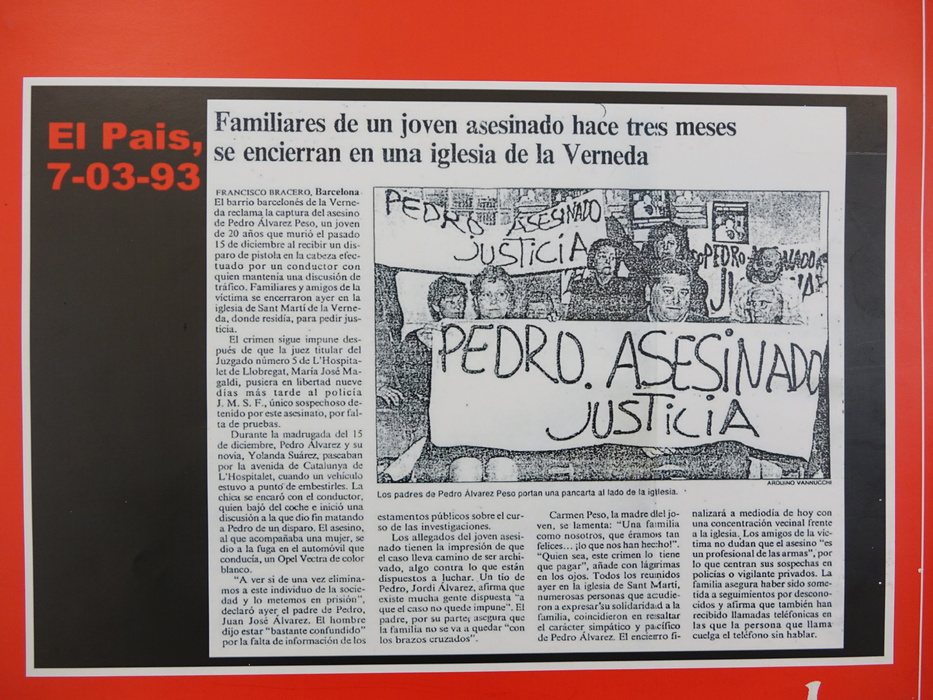 El Pais,
7-03-93
Familiares de un joven asesinado hace tres meses
se encierran en una iglesia de la Verneda
FRANCISCO BRACERO, Barcelona
El barrio barcelonés de la Verne-
da reclama la captura del asesino
de Pedro Álvarez Peso, un joven
de 20 años que murió el pasado
15 de diciembre al recibir un dis-
paro de pistola en la cabeza efec-
tuado por un conductor con
quien mantenía una discusión de
tráfico. Familiares y amigos de la
víctima se encerraron ayer en la
iglesia de Sant Martí de la Verne-
da, donde residía, para pedir jus-
ticia.
El crimen sigue impune des-
pués de que la juez titular del
Juzgado número 5 de L'Hospita-
let de Llobregat, María José Ma-
galdi, pusiera en libertad nueve
días más tarde al policía
J. M. S. F., único sospechoso de-
tenido por este asesinato, por fal-
ta de pruebas.
Durante la madrugada del 15
de diciembre, Pedro Álvarez y su
novia, Yolanda Suárez, paseaban
por la avenida de Catalunya de
L'Hospitalet, cuando un vehículo
estuvo a punto de embestirles. La
chica se encaró con el conductor,
quien bajó del coche e inició una
discusión a la que dio fin matando
a Pedro de un disparo. El asesino,
al que acompañaba una mujer, se
dio a la fuga en el automóvil que
conducía, un Opel Vectra de color
blanco.
"A ver si de una vez elimina-
mos a este individuo de la socie-
dad y lo metemos en prisión",
declaró ayer el padre de Pedro,
Juan José Álvarez. El hombre
dijo estar "bastante confundido"
por la falta de información de los
PEDRO ASESINADO
JUSTICIA
PEDRO
PEDRO. ASESINADO
JUSTICIA
ARDUINO VANNUCCHI
Los padres de Pedro Álvarez Peso portan una pancarta al lado de la iglesia.
estamentos públicos sobre el cur-
so de las investigaciones.
Los allegados del joven asesi-
nado tienen la impresión de que
el caso lleva camino de ser archi-
vado, algo contra lo que están
dispuestos a luchar. Un tío de
Pedro, Jordi Álvarez, afirma que
existe mucha gente dispuesta "a
que el caso no quede impune". El
padre, por su parte, asegura que
la familia no se va a quedar "con
los brazos cruzados".
Carmen Peso, la madre del jo-
ven, se lamenta: "Una familia
como nosotros, que éramos tan
felices..., ¡lo que nos han hecho!".
"Quien sea, este crimen lo tiene
que pagar", añade con lágrimas
en los ojos. Todos los reunidos
ayer en la iglesia de Sant Martí,
numerosas personas que acudie-
ron a expresar su solidaridad a la
familia, coincidieron en resaltar
el carácter simpático y pacífico
de Pedro Álvarez. El encierro fi-
nalizará a mediodía de hoy con
una concentración vecinal frente
a la iglesia. Los amigos de la víc-
tima no dudan que el asesino "es
un profesional de las armas", por
lo que centran sus sospechas en
policías o vigilante privados. La
familia asegura haber sido some-
tida a seguimientos por descono-
cidos y afirma que también han
recibido llamadas telefónicas en
las que la persona que llama
cuelga el teléfono sin hablar.